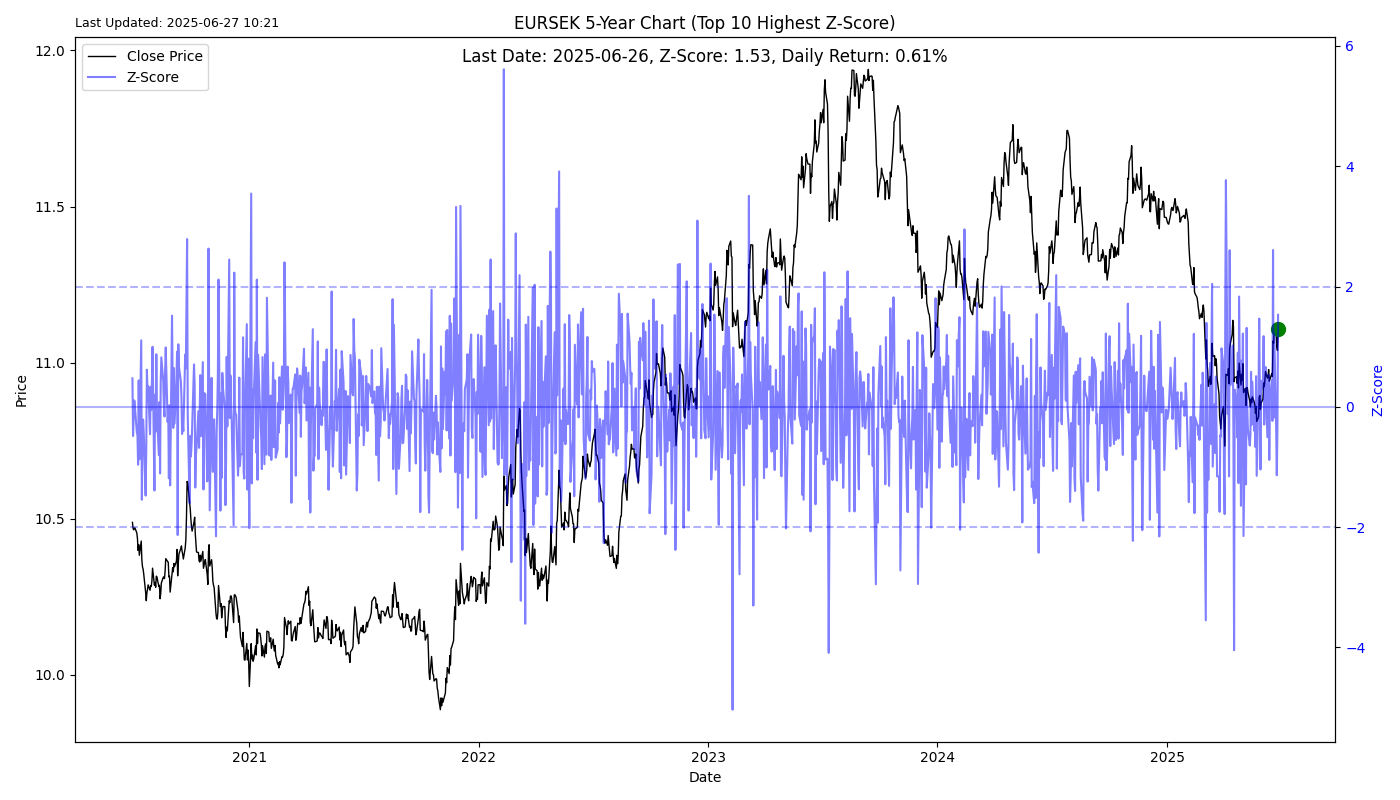 Last Updated: 2025-06-27 10:21
EURSEK 5-Year Chart (Top 10 Highest Z-Score)
Last Date: 2025-06-26, Z-Score: 1.53, Daily Return: 0.61%
Close Price
Z-Score
12.0
11.5
11.0
10.5
10.0
Price
6
4
2
0
−2
−4
Z-Score
2021
2022
2023
2024
2025
Date